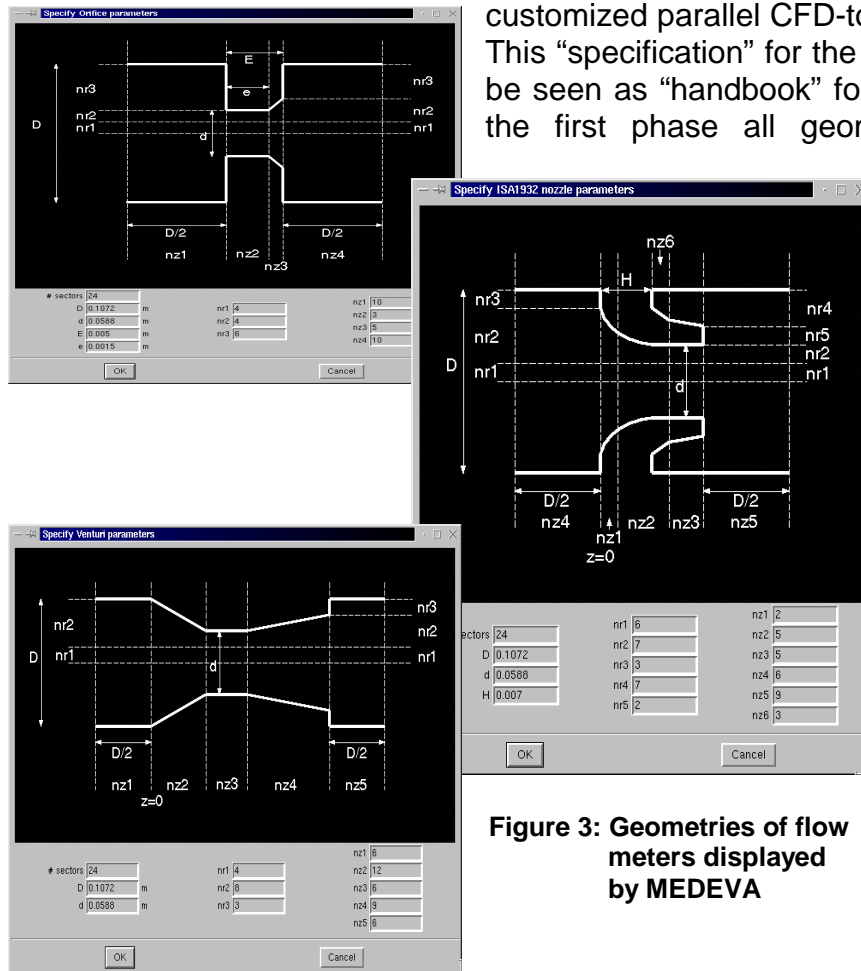 customized parallel CFD-to
This “specification” for the
be seen as “handbook” fo
the first phase all geor
Specify Orifice parameters
E
e
nr3 nr3
D
nr2 nr2
nr1 nr1
d
D/2 D/2
nz1 nz2 nz4
nz3
# sectors 24
D 0.1072 m
d 0.0588 m
E 0.005 m
e 0.0015 m
nr1 4
nr2 4
nr3 6
nz1 10
nz2 3
nz3 5
nz4 10
OK Cancel
Specify ISA1932 nozzle parameters
nz6
H
nr3 nr4
nr2 nr5
nr2
D nr1 nr1
d
D/2 D/2
nz4 nz1 nz2 nz3 nz5
z=0
ectors 24
D 0.1072
d 0.0588
H 0.007
nr1 6
nr2 7
nr3 3
nr4 7
nr5 2
nz1 2
nz2 5
nz3 5
nz4 6
nz5 9
nz6 3
OK Cancel
Specify Venturi parameters
nr3
nr2 nr2
D nr1 nr1
d
D/2 D/2
nz1 nz2 nz3 nz4 nz5
z=0
# sectors 24
D 0.1072 m
d 0.0588 m
nr1 4
nr2 8
nr3 3
nz1 6
nz2 12
nz3 6
nz4 9
nz5 6
OK Cancel
Figure 3: Geometries of flow
meters displayed
by MEDEVA